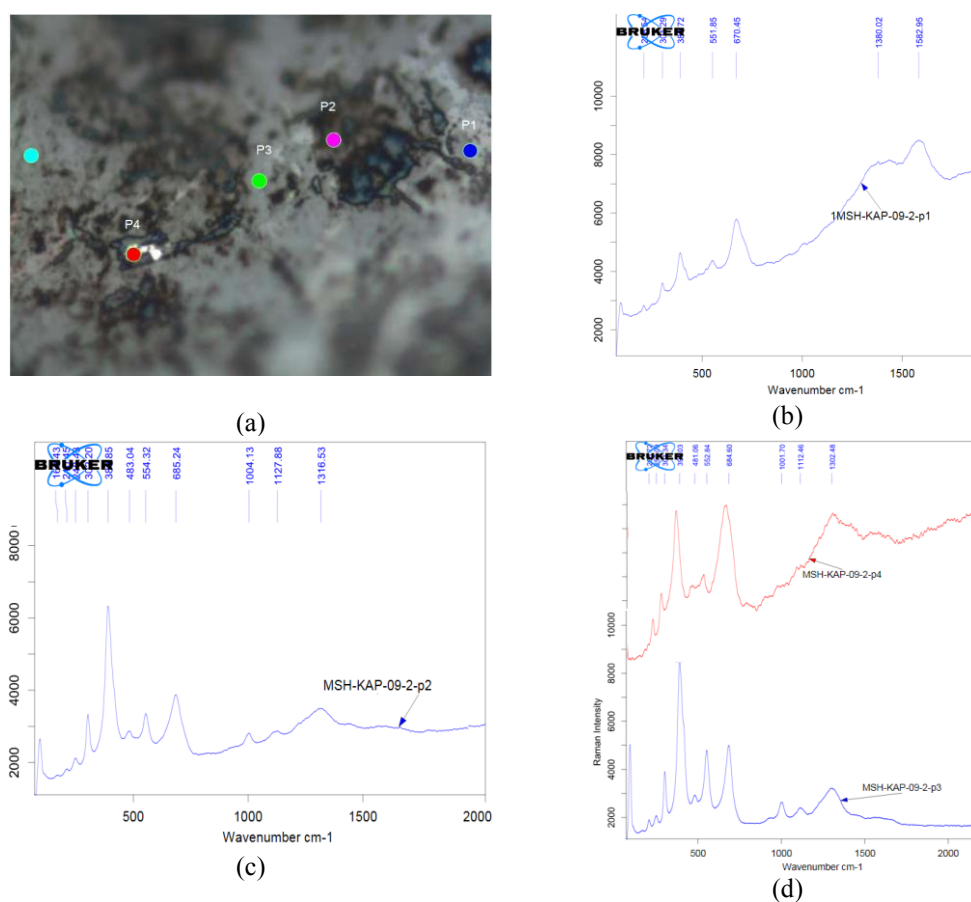 P1
P2
P3
P4
(a)
BRUKER
551.85
670.45
1380.02
1582.95
10000
8000
6000
4000
2000
1MSH-KAP-09-2-p1
500
1000
1500
Wavenumber cm-1
(b)
BRUKER
483.04
554.32
685.24
1004.13
1127.88
1316.53
8000
6000
4000
2000
MSH-KAP-09-2-p2
500
1000
1500
2000
Wavenumber cm-1
(c)
BRUKER
481.06
552.84
684.60
1001.70
1112.46
1302.48
MSH-KAP-09-2-p4
10000
8000
6000
4000
2000
Raman Intensity
MSH-KAP-09-2-p3
500
1000
1500
2000
Wavenumber cm-1
(d)